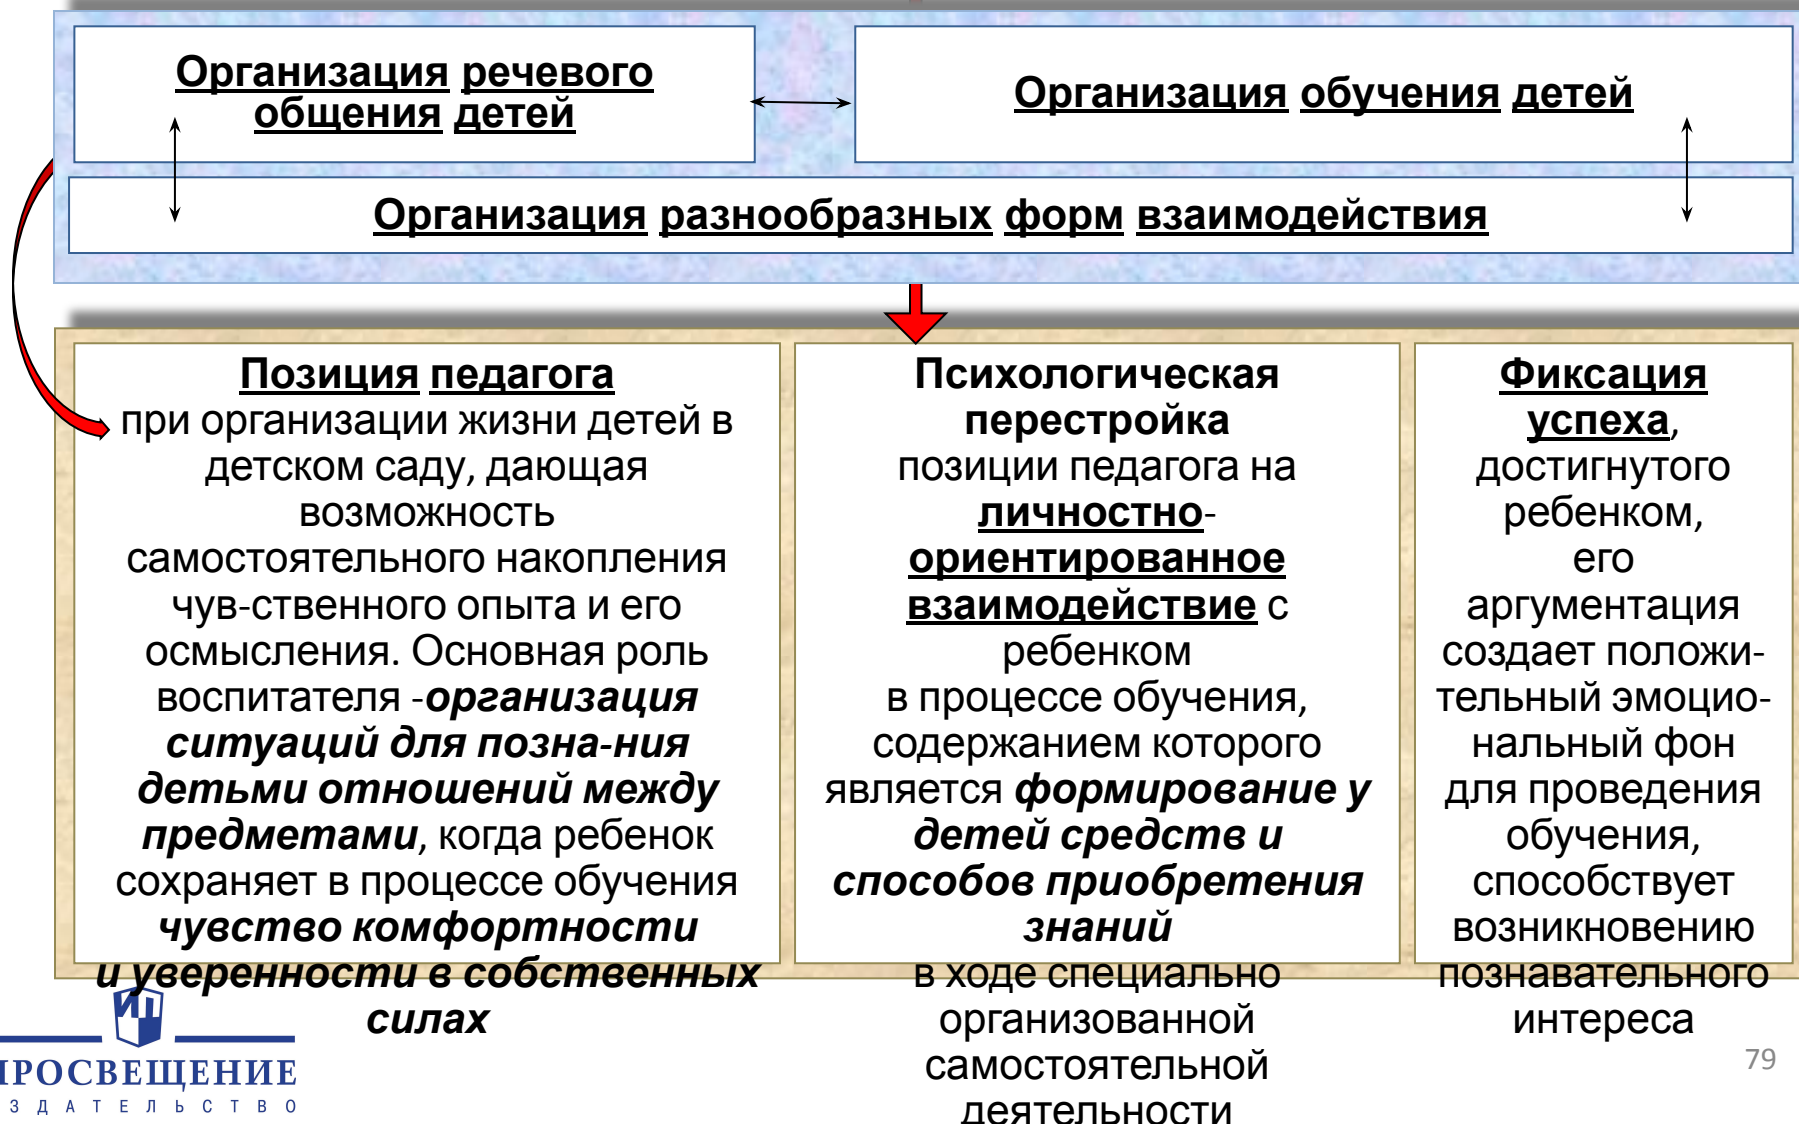 Организация речевого
общения детей
Организация обучения детей
Организация разнообразных форм взаимодействия
Позиция педагога
при организации жизни детей в
детском саду, дающая
возможность
самостоятельного накопления
чув-ственного опыта и его
осмысления. Основная роль
воспитателя -организация
ситуаций для позна-ния
детьми отношений между
предметами, когда ребенок
сохраняет в процессе обучения
чувство комфортности
и уверенности в собственных
силах
Психологическая
перестройка
позиции педагога на
личностно-
ориентированное
взаимодействие с
ребенком
в процессе обучения,
содержанием которого
является формирование у
детей средств и
способов приобретения
знаний
в ходе специально
организованной
самостоятельной
деятельности
Фиксация
успеха,
достигнутого
ребенком,
его
аргументация
создает положи-
тельный эмоцио-
нальный фон
для проведения
обучения,
способствует
возникновению
познавательного
интереса
ПРОСВЕЩЕНИЕ
ЗДАТЕЛЬСТВО
79